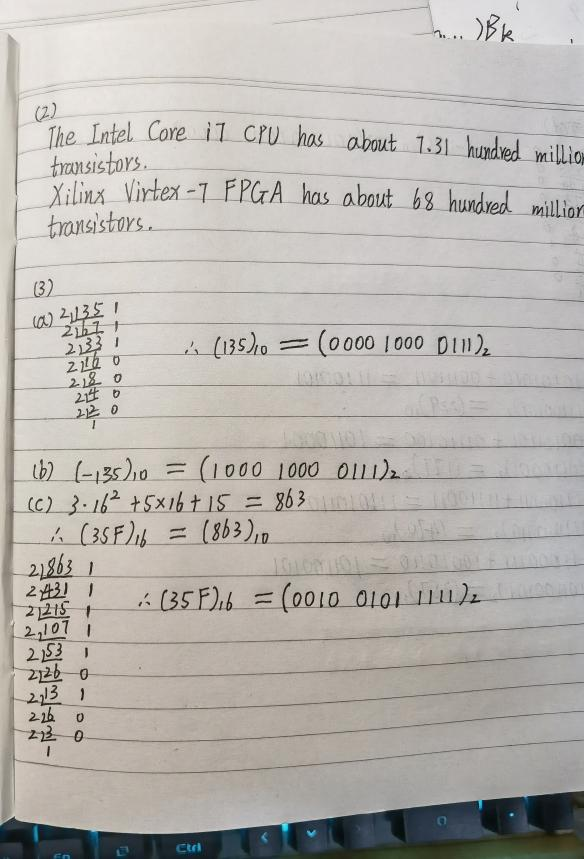 )Bk
(2)
The Intel Core i7 CPU has about 7.31 hundred million
transistors.
Xilinx Virtex-7 FPGA has about 68 hundred million
transistors.
(3)
(a) 2|135 1
2|67 1
2|33 1
2|16 0
2|8 0
2|4 0
2|2 0
1
∴ (135)₁₀ = (0000 1000 0111)₂
(b) (-135)₁₀ = (1000 1000 0111)₂
(c) 3·16² + 5×16 + 15 = 863
∴ (35F)₁₆ = (863)₁₀
2|863 1
2|431 1
2|215 1
2|107 1
2|53 1
2|26 0
2|13 1
2|6 0
2|3 0
1
∴ (35F)₁₆ = (0010 0101 1111)₂
Fn
Ctrl